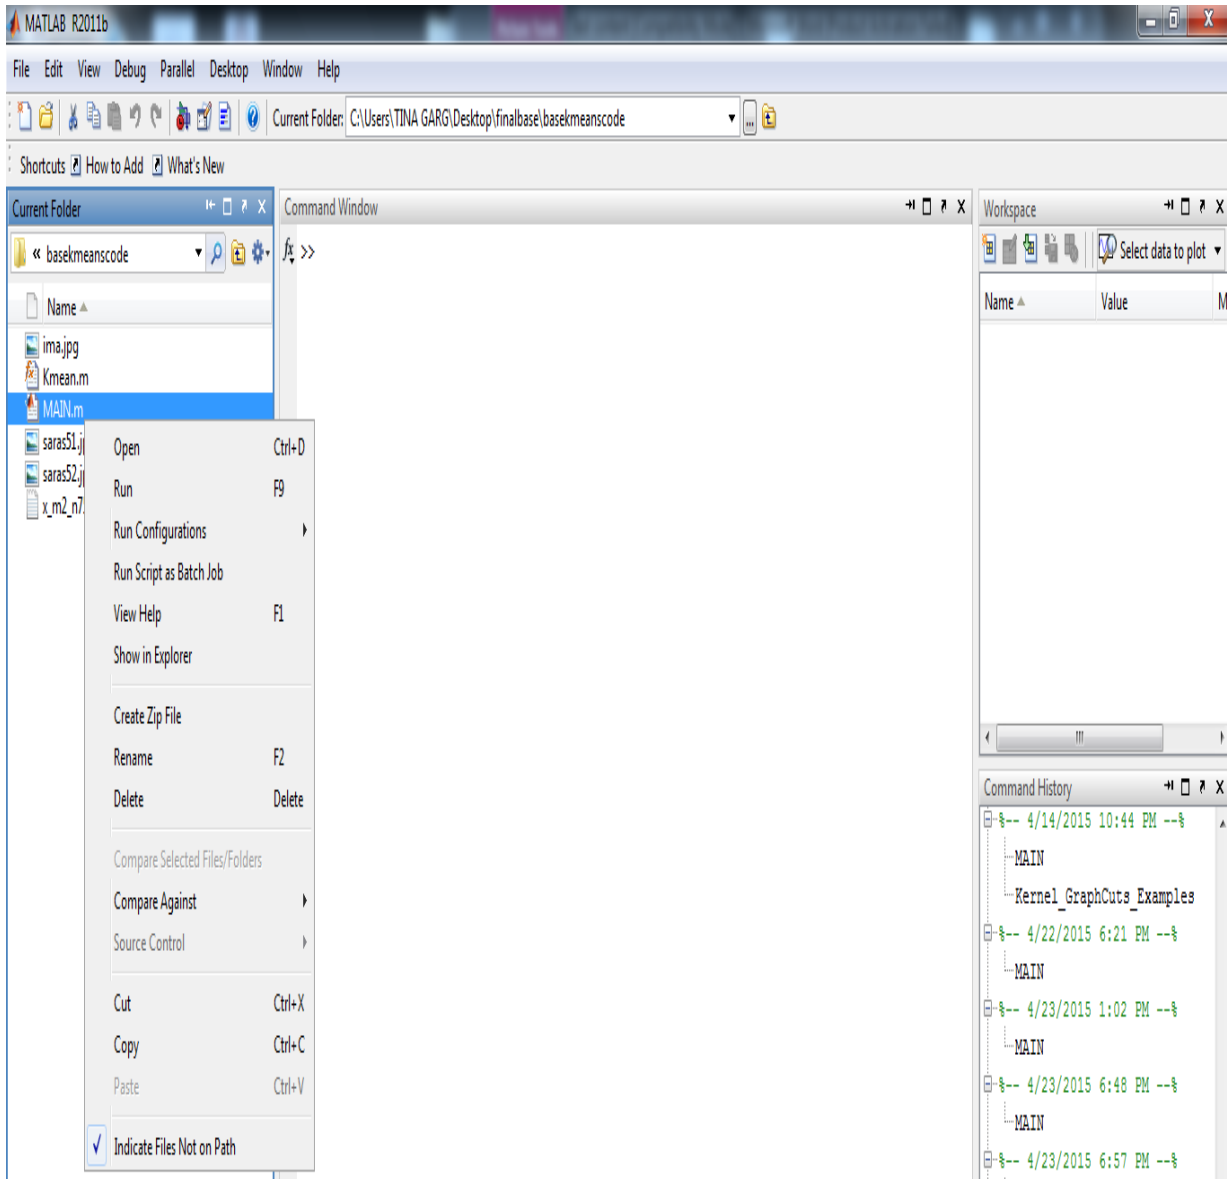 MATLAB R2011b
File Edit View Debug Parallel Desktop Window Help
Current Folder: C:\Users\TINA GARG\Desktop\finalbase\basekmeanscode
Shortcuts How to Add What's New
Current Folder
« basekmeanscode
Name
ima.jpg
Kmean.m
MAIN.m
saras51.j
saras52.j
x_m2_n7
Open Ctrl+D
Run F9
Run Configurations
Run Script as Batch Job
View Help F1
Show in Explorer
Create Zip File
Rename F2
Delete Delete
Compare Selected Files/Folders
Compare Against
Source Control
Cut Ctrl+X
Copy Ctrl+C
Paste Ctrl+V
Indicate Files Not on Path
Command Window
fx >>
Workspace
Select data to plot
Name Value M
Command History
%-- 4/14/2015 10:44 PM --%
MAIN
Kernel_GraphCuts_Examples
%-- 4/22/2015 6:21 PM --%
MAIN
%-- 4/23/2015 1:02 PM --%
MAIN
%-- 4/23/2015 6:48 PM --%
MAIN
%-- 4/23/2015 6:57 PM --%